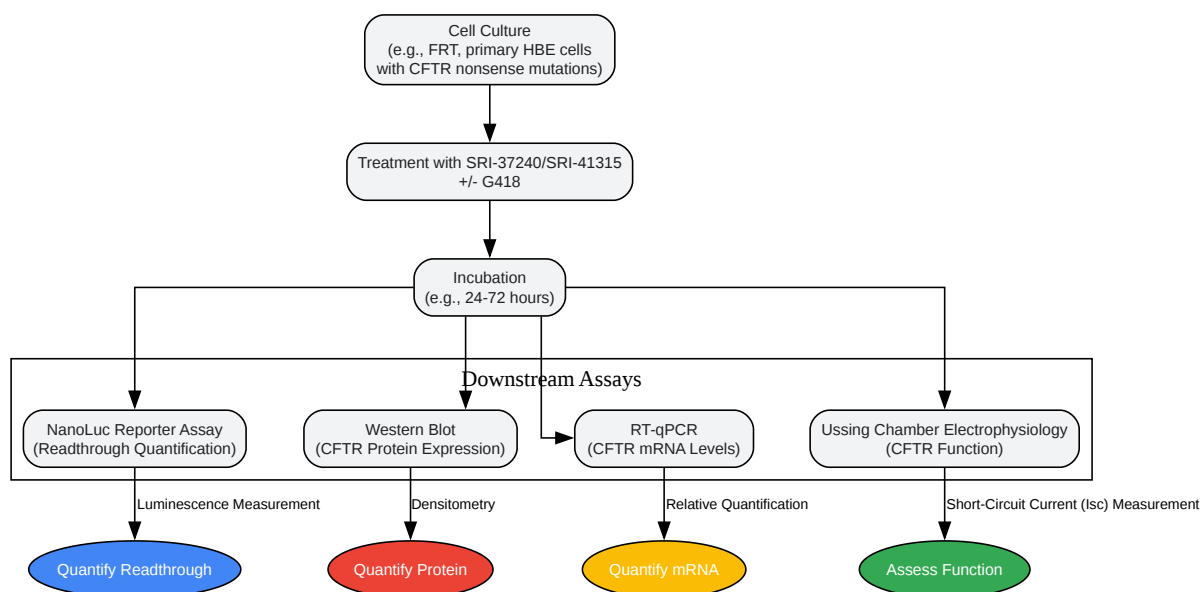 Cell Culture
(e.g., FRT, primary HBE cells
with CFTR nonsense mutations)
Treatment with SRI-37240/SRI-41315
+/- G418
Incubation
(e.g., 24-72 hours)
Downstream Assays
NanoLuc Reporter Assay
(Readthrough Quantification)
Western Blot
(CFTR Protein Expression)
RT-qPCR
(CFTR mRNA Levels)
Ussing Chamber Electrophysiology
(CFTR Function)
Luminescence Measurement
Densitometry
Relative Quantification
Short-Circuit Current (Isc) Measurement
Quantify Readthrough
Quantify Protein
Quantify mRNA
Assess Function